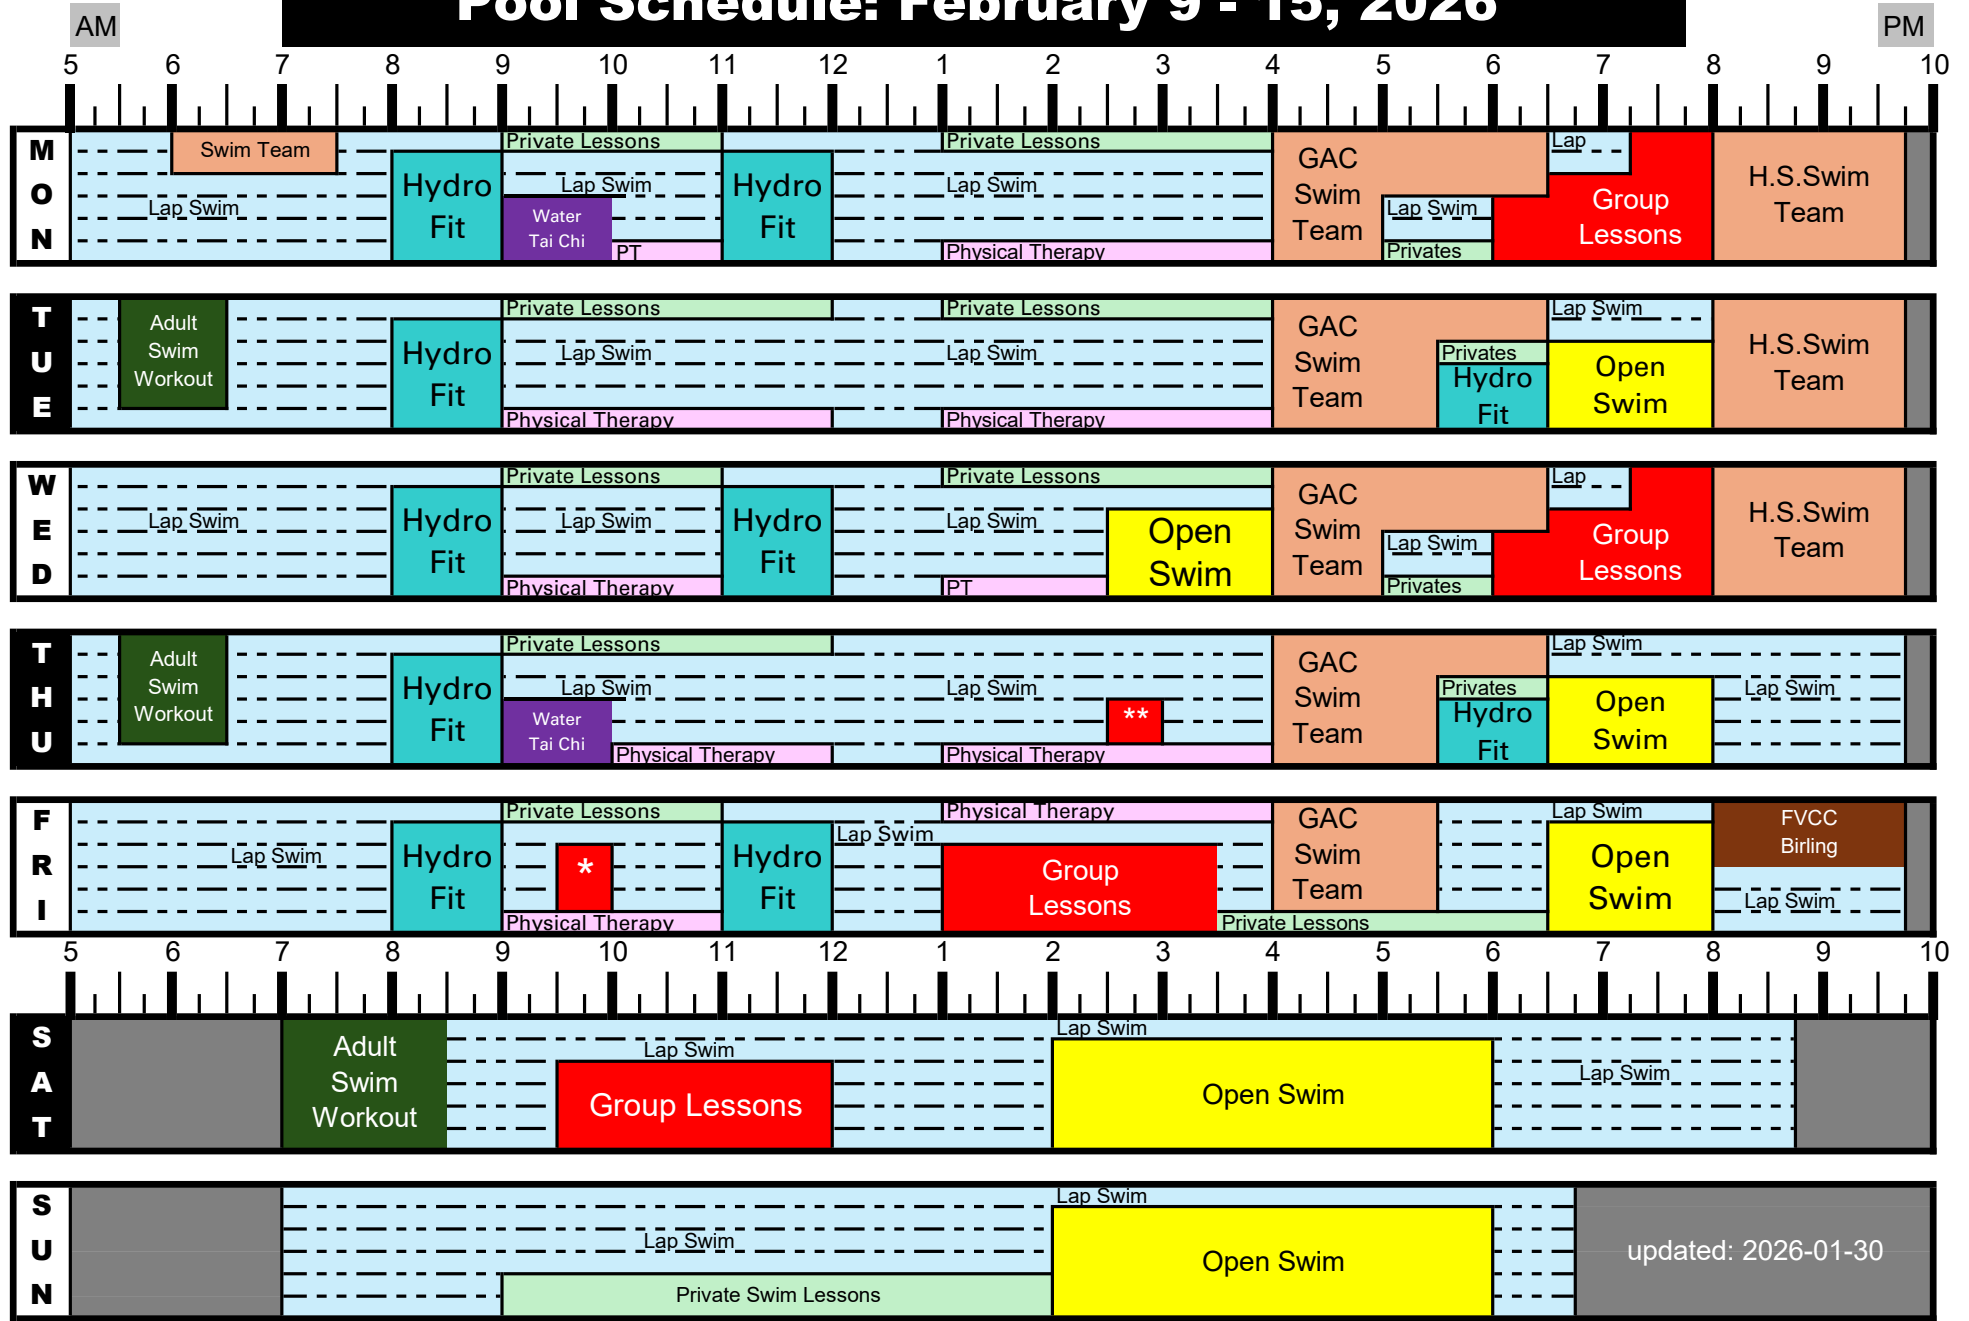 Pool Schedule: February 9 - 15, 2026
AM
PM
5 6 7 8 9 10 11 12 1 2 3 4 5 6 7 8 9 10
MON
Swim Team
Lap Swim
Hydro
Fit
Private Lessons
Lap Swim
Water
Tai Chi
PT
Hydro
Fit
Private Lessons
Lap Swim
Physical Therapy
GAC
Swim
Team
Lap Swim
Privates
Lap
Group
Lessons
H.S.Swim
Team
TUE
Adult
Swim
Workout
Hydro
Fit
Private Lessons
Lap Swim
Physical Therapy
Private Lessons
Lap Swim
Physical Therapy
GAC
Swim
Team
Privates
Hydro
Fit
Lap Swim
Open
Swim
H.S.Swim
Team
WED
Lap Swim
Hydro
Fit
Private Lessons
Lap Swim
Physical Therapy
Hydro
Fit
Private Lessons
Lap Swim
PT
Open
Swim
GAC
Swim
Team
Lap Swim
Privates
Lap
Group
Lessons
H.S.Swim
Team
THU
Adult
Swim
Workout
Hydro
Fit
Private Lessons
Lap Swim
Water
Tai Chi
Physical Therapy
Lap Swim
**
Physical Therapy
GAC
Swim
Team
Privates
Hydro
Fit
Lap Swim
Open
Swim
Lap Swim
FRI
Lap Swim
Hydro
Fit
Private Lessons
*
Physical Therapy
Hydro
Fit
Lap Swim
Physical Therapy
Group
Lessons
GAC
Swim
Team
Private Lessons
Lap Swim
Open
Swim
FVCC
Birling
Lap Swim
5 6 7 8 9 10 11 12 1 2 3 4 5 6 7 8 9 10
SAT
Adult
Swim
Workout
Lap Swim
Group Lessons
Lap Swim
Open Swim
Lap Swim
SUN
Lap Swim
Private Swim Lessons
Lap Swim
Open Swim
updated: 2026-01-30